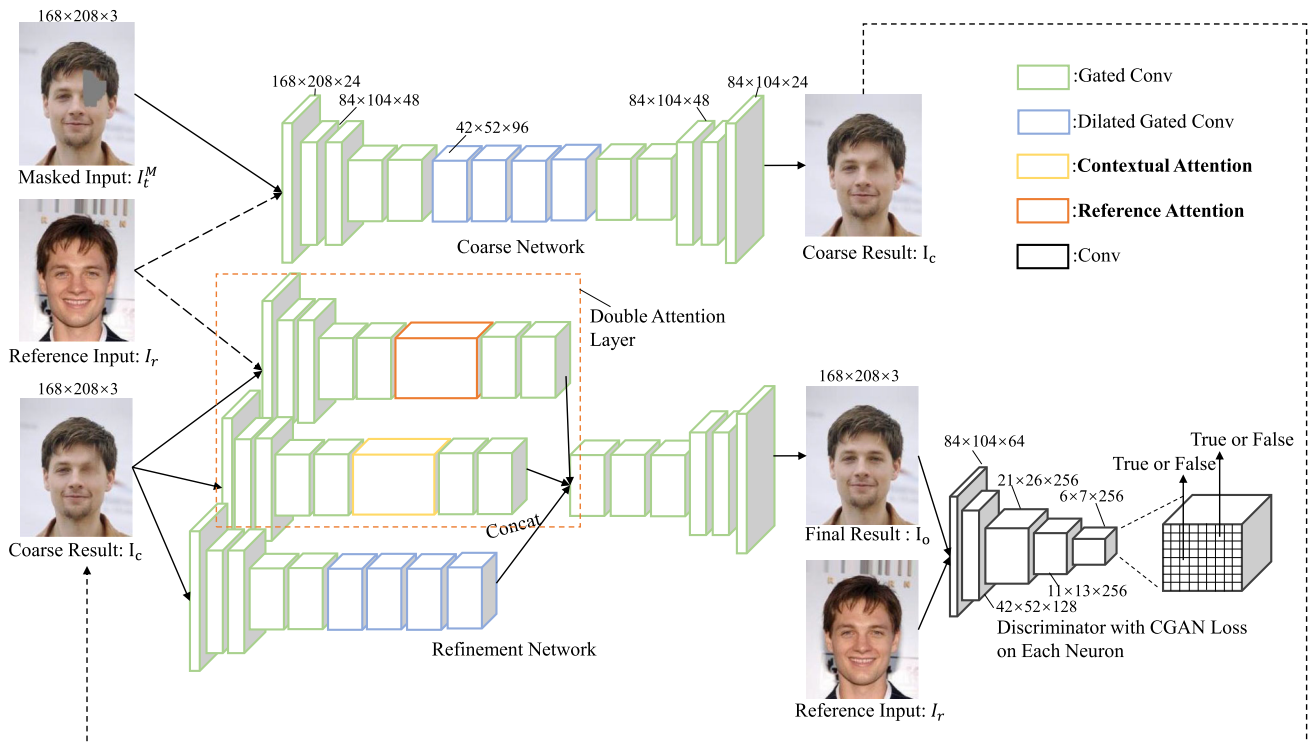 168×208×3
Masked Input: I_t^M
Reference Input: I_r
168×208×3
Coarse Result: I_c
168×208×24
84×104×48
42×52×96
84×104×48
84×104×24
Coarse Network
Coarse Result: I_c
:Gated Conv
:Dilated Gated Conv
:Contextual Attention
:Reference Attention
:Conv
Double Attention
Layer
Concat
Refinement Network
168×208×3
Final Result : I_o
Reference Input: I_r
84×104×64
21×26×256
6×7×256
42×52×128
11×13×256
True or False
True or False
Discriminator with CGAN Loss
on Each Neuron